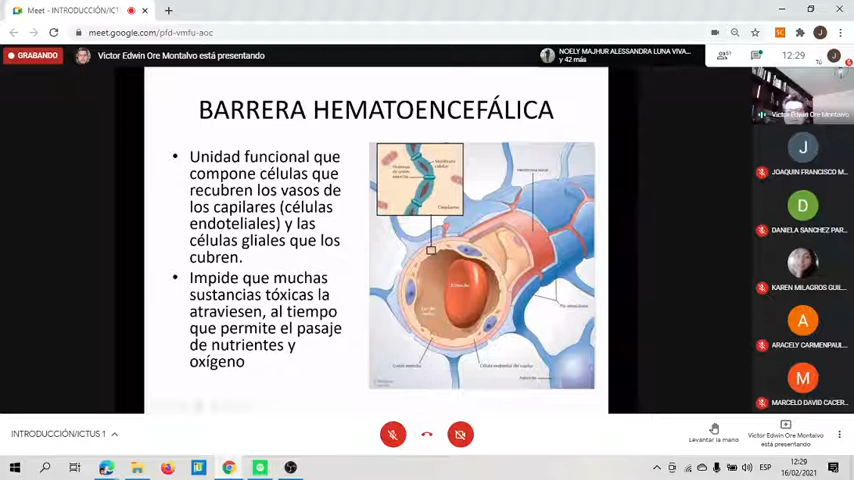 Meet - INTRODUCCIÓN/ICT
meet.google.com/pfd-vmfu-aoc
J
GRABANDO
Victor Edwin Ore Montalvo está presentando
NOELY MAJHUR ALESSANDRA LUNA VIVA...
y 42 más
12:29
Tú
BARRERA HEMATOENCEFÁLICA
• Unidad funcional que
compone células que
recubren los vasos de
los capilares (células
endoteliales) y las
células gliales que los
cubren.
• Impide que muchas
sustancias tóxicas la
atraviesen, al tiempo
que permite el pasaje
de nutrientes y
oxígeno
Victor Edwin Ore Montalvo
J
JOAQUIN FRANCISCO M...
D
DANIELA SANCHEZ PAR...
KAREN MILAGROS GUIL...
A
ARACELY CARMENPAUL...
M
MARCELO DAVID CACER...
INTRODUCCIÓN/ICTUS 1
Levantar la mano
Victor Edwin Ore Montalvo
está presentando
ESP
12:29
16/02/2021